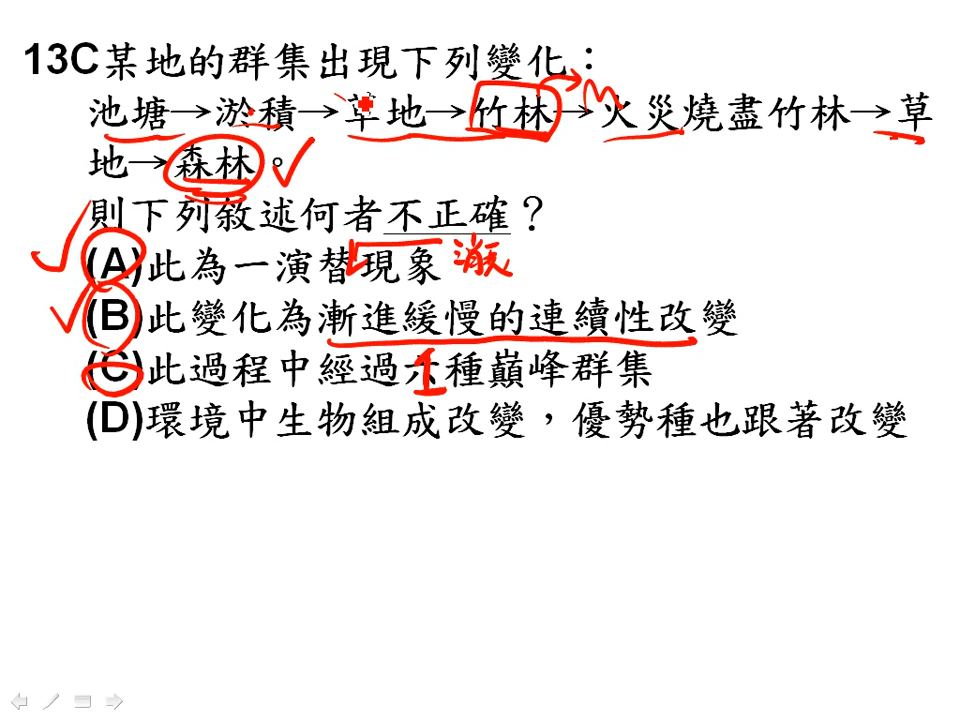 13C某地的群集出現下列變化：
池塘→淤積→草地→竹林→火災燒盡竹林→草
地→森林。
則下列敘述何者不正確？
(A)此為一演替現象
(B)此變化為漸進緩慢的連續性改變
(C)此過程中經過六種巔峰群集
1
(D)環境中生物組成改變，優勢種也跟著改變